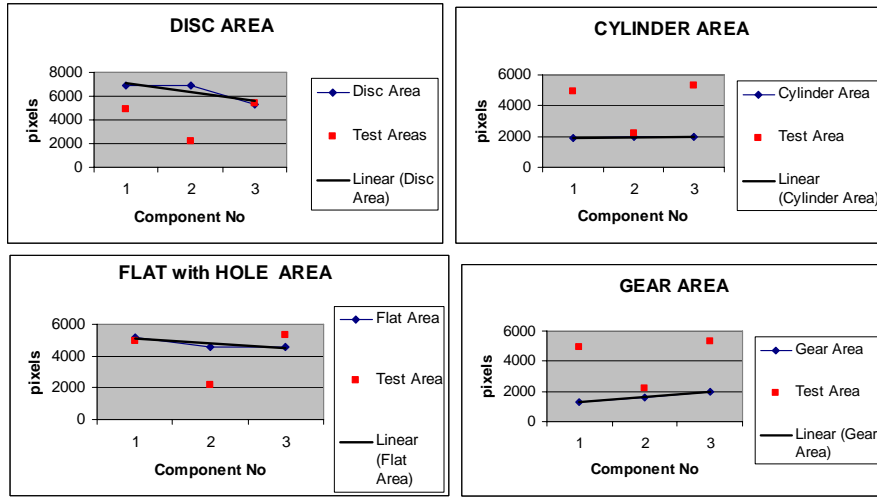 DISC AREA
8000
6000
4000
2000
0
pixels
1 2 3
Component No
Disc Area
Test Areas
Linear (Disc
Area)
CYLINDER AREA
6000
4000
2000
0
pixels
1 2 3
Component No
Cylinder Area
Test Area
Linear
(Cylinder Area)
FLAT with HOLE AREA
6000
4000
2000
0
pixels
1 2 3
Component No
Flat Area
Test Area
Linear
(Flat
Area)
GEAR AREA
6000
4000
2000
0
pixels
1 2 3
Component No
Gear Area
Test Area
Linear (Gear
Area)